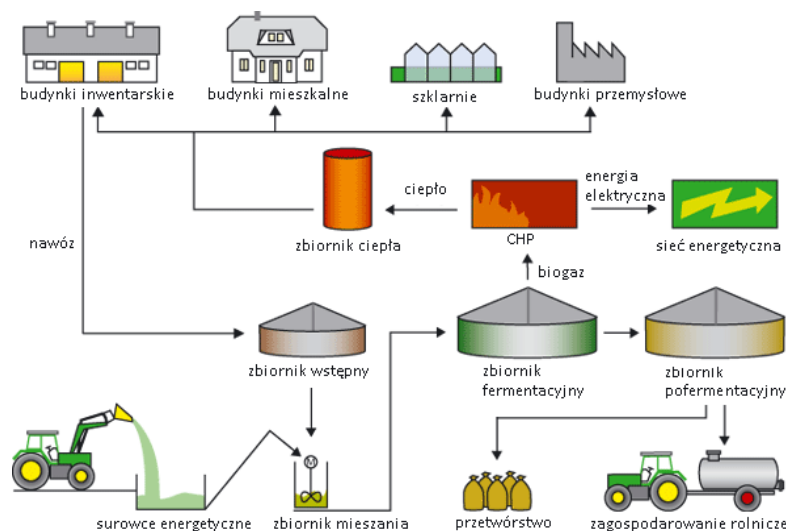 budynki inwentarskie
budynki mieszkalne
szklarnie
budynki przemysłowe
ciepło
energia
elektryczna
zbiornik ciepła
CHP
sieć energetyczna
nawóz
biogaz
zbiornik wstępny
zbiornik
fermentacyjny
zbiornik
pofermentacyjny
M
surowce energetyczne
zbiornik mieszania
przetwórstwo
zagospodarowanie rolnicze